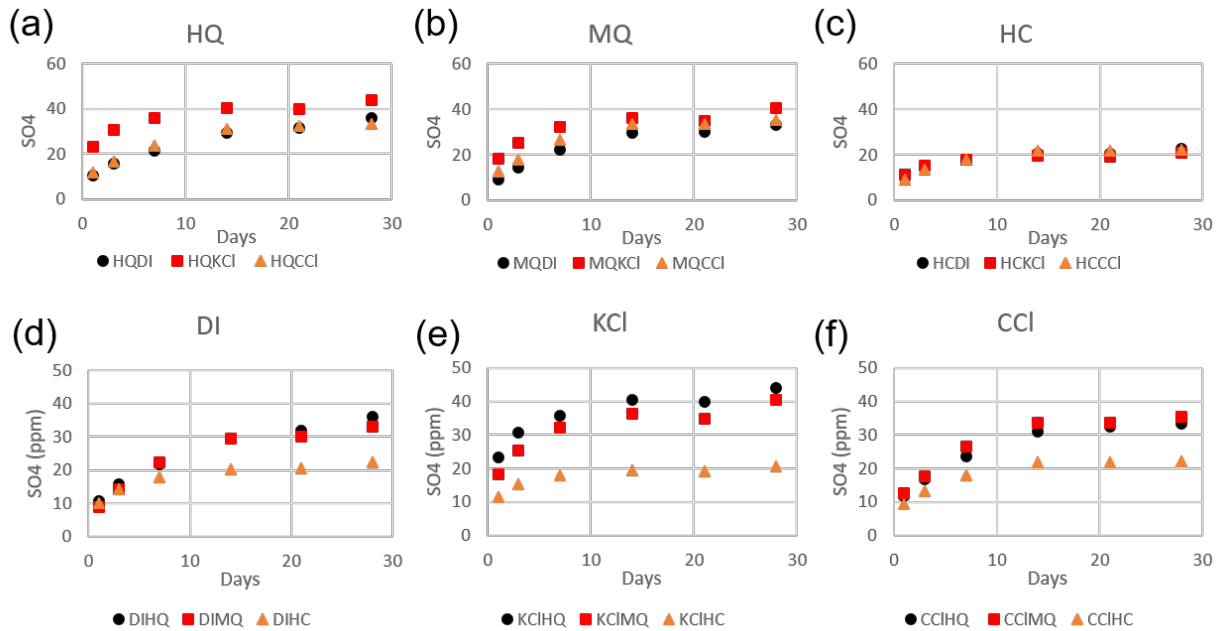 (a)
HQ
SO4
60
40
20
0
0 10 20 30
Days
HQDI HQKCl HQCCl
(b)
MQ
SO4
60
40
20
0
0 10 20 30
Days
MQDI MQKCl MQCCl
(c)
HC
SO4
60
40
20
0
0 10 20 30
Days
HCDI HCKCl HCCCl
(d)
DI
SO4 (ppm)
50
40
30
20
10
0
0 10 20 30
Days
DIHQ DIMQ DIHC
(e)
KCl
SO4 (ppm)
50
40
30
20
10
0
0 10 20 30
Days
KClHQ KClMQ KClHC
(f)
CCl
SO4 (ppm)
50
40
30
20
10
0
0 10 20 30
Days
CClHQ CClMQ CClHC